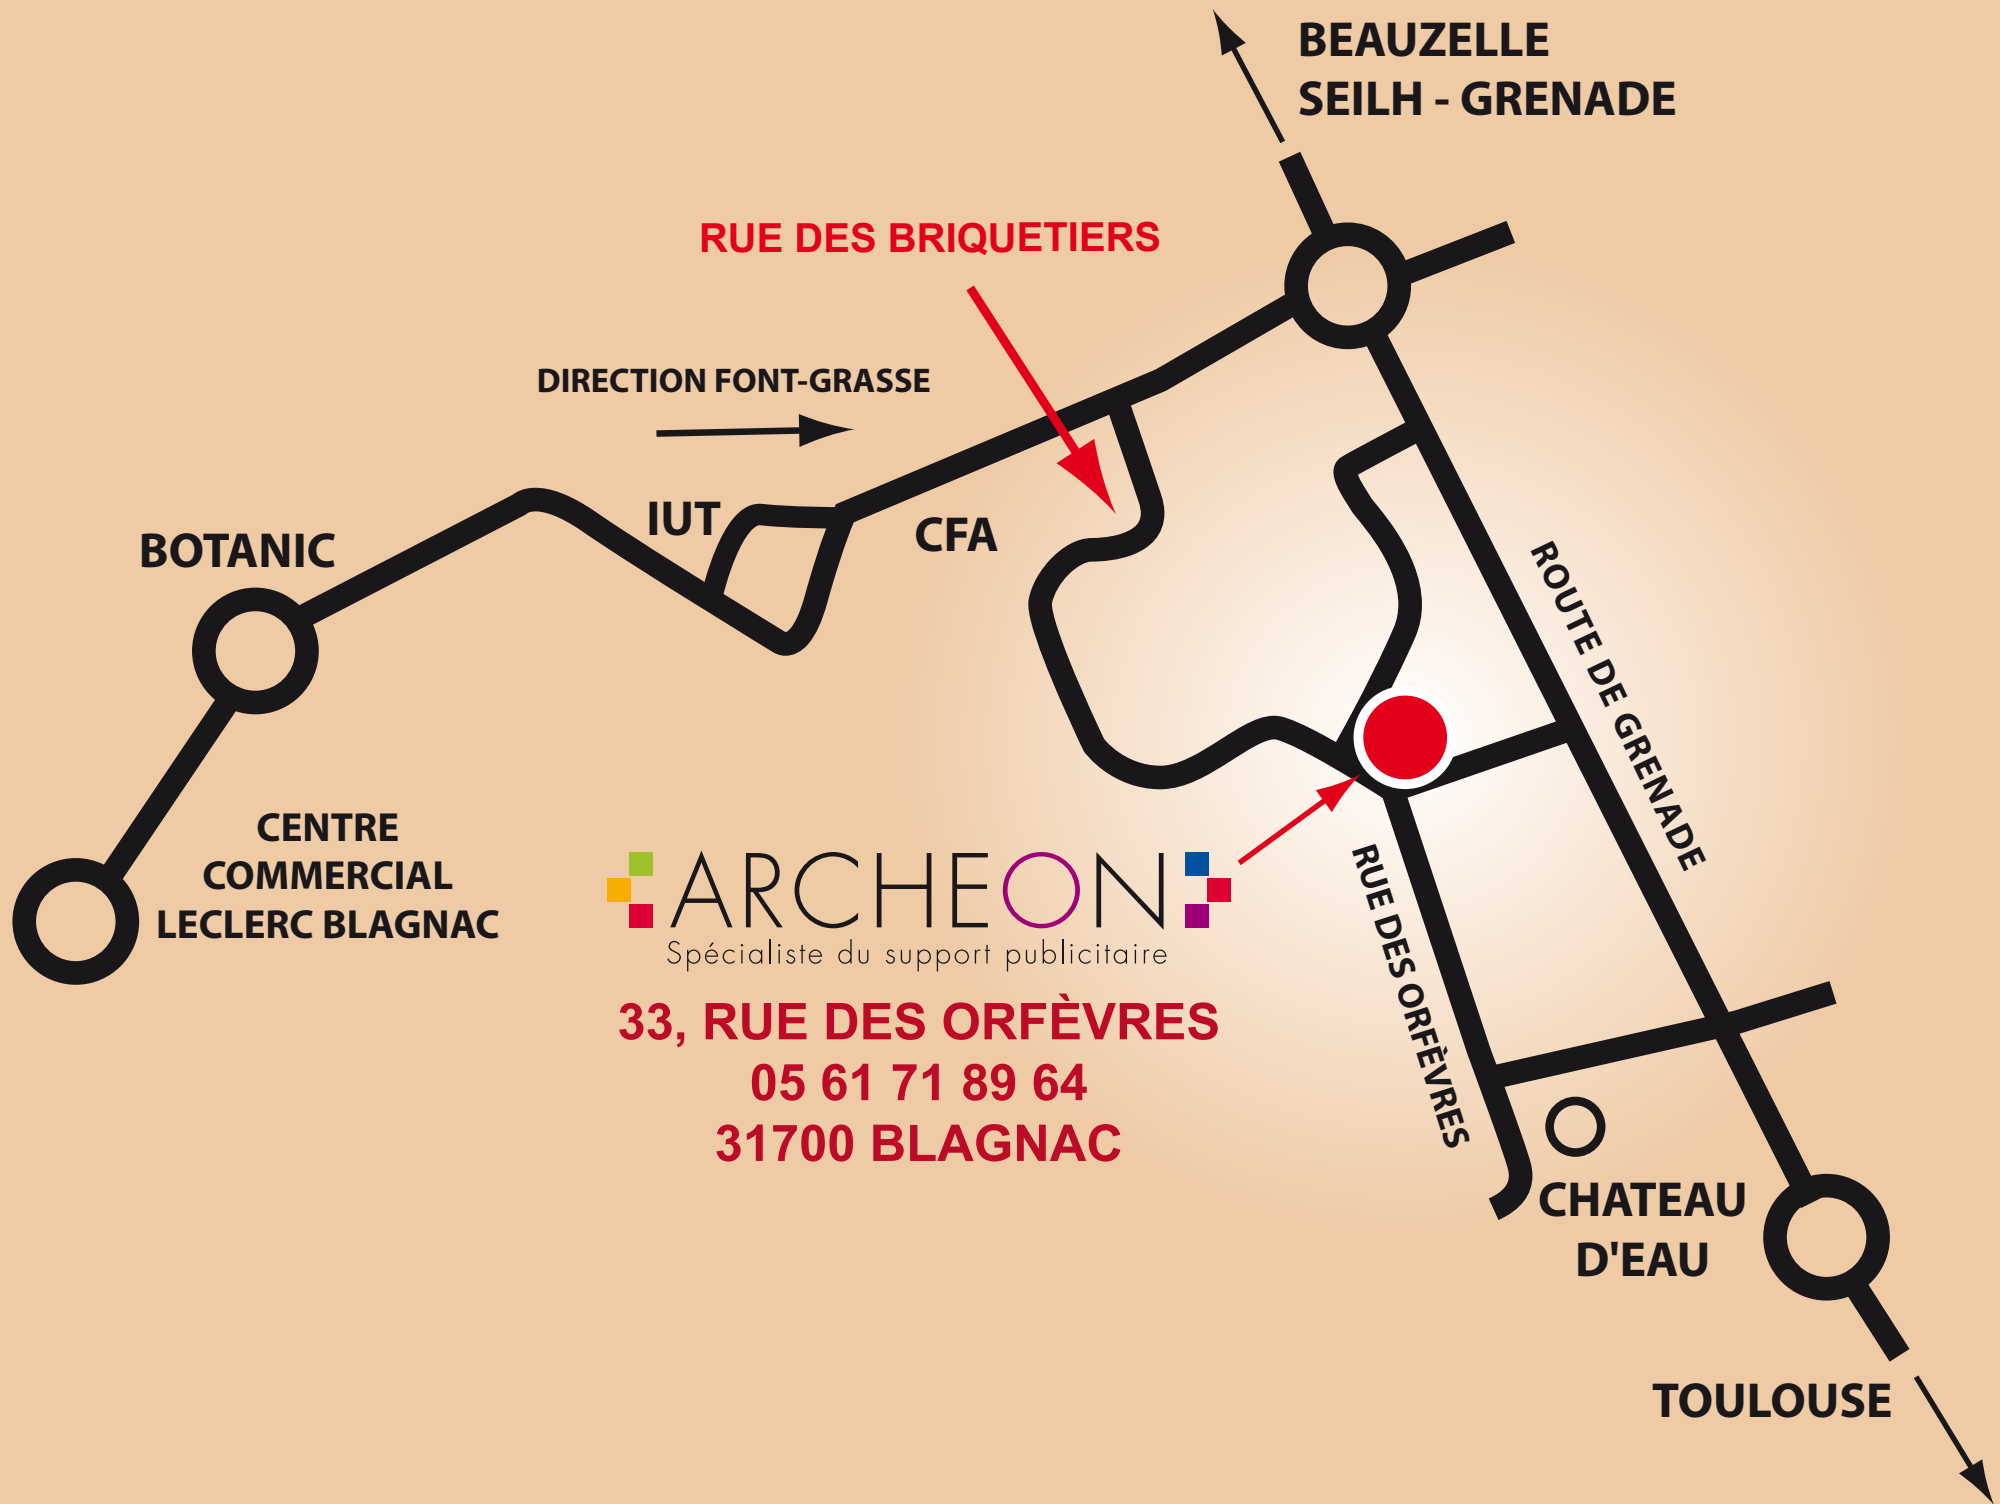 BEAUZELLE
SEILH - GRENADE
RUE DES BRIQUETIERS
DIRECTION FONT-GRASSE
IUT
CFA
BOTANIC
ROUTE DE GRENADE
CENTRE
COMMERCIAL
LECLERC BLAGNAC
ARCHEON
Spécialiste du support publicitaire
33, RUE DES ORFÈVRES
05 61 71 89 64
31700 BLAGNAC
RUE DES ORFÈVRES
CHATEAU
D'EAU
TOULOUSE